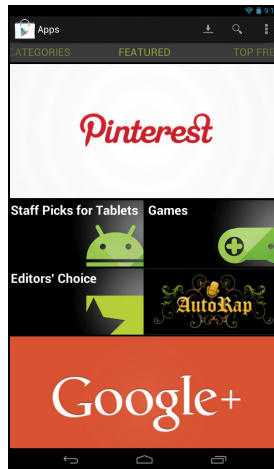 Apps
CATEGORIES FEATURED TOP FRE
Pinterest
Staff Picks for Tablets Games
Editors' Choice
AutoRap
Google+